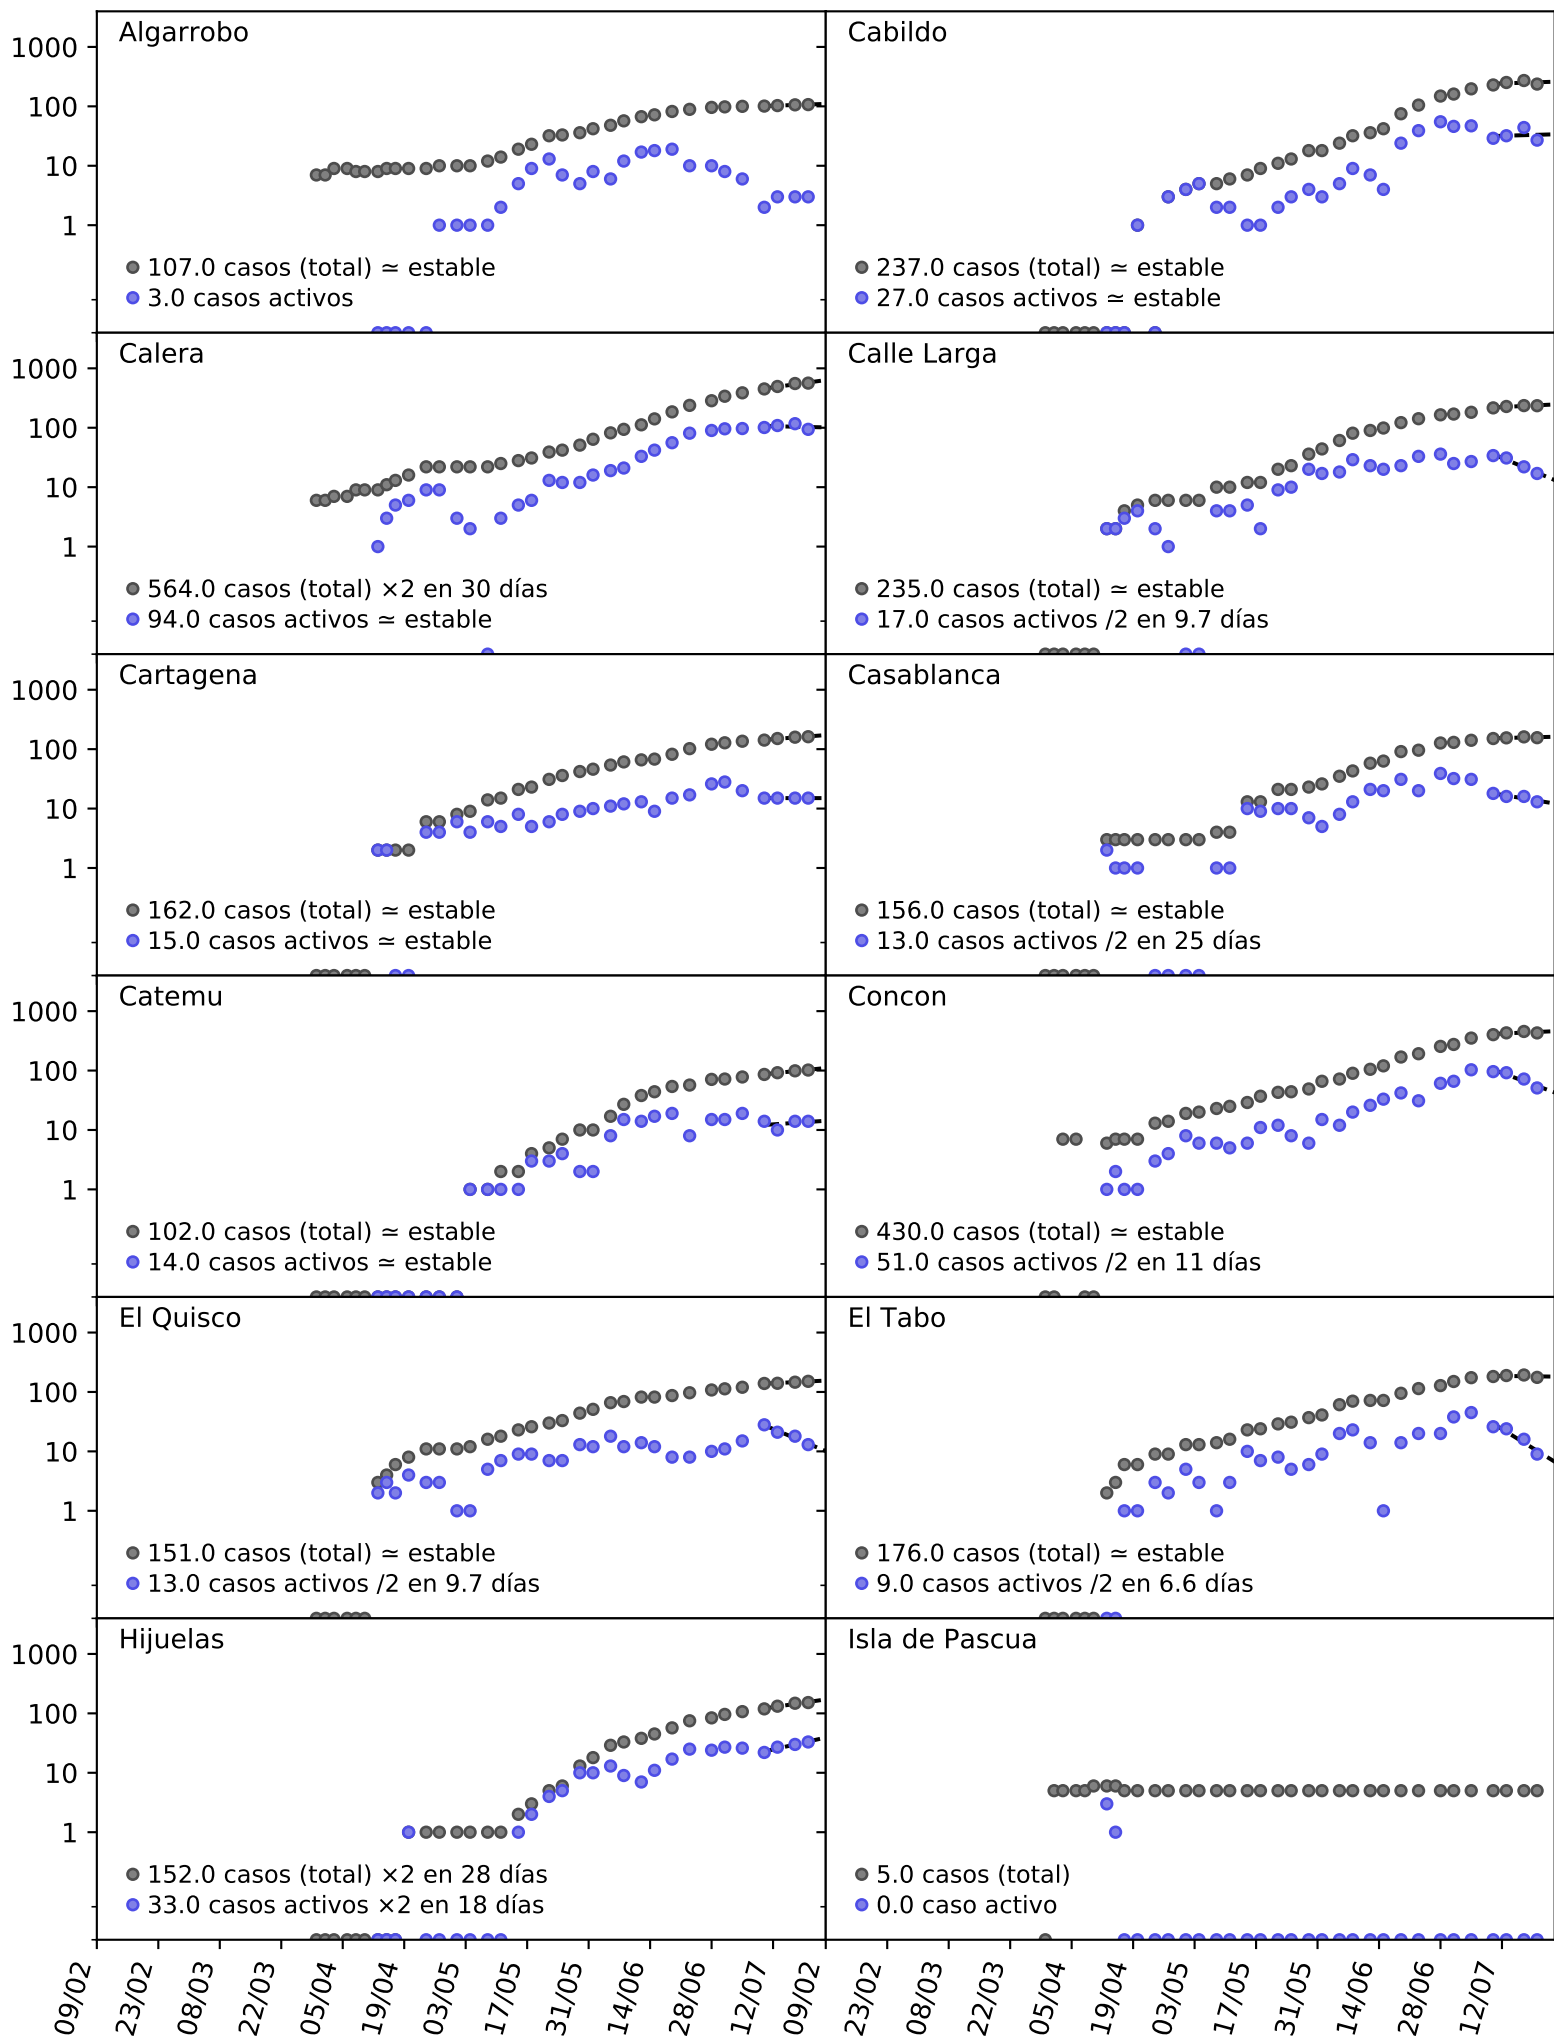 Algarrobo
1000
100
10
1
107.0 casos (total) ≃ estable
3.0 casos activos
Cabildo
237.0 casos (total) ≃ estable
27.0 casos activos ≃ estable
Calera
1000
100
10
1
564.0 casos (total) ×2 en 30 días
94.0 casos activos ≃ estable
Calle Larga
235.0 casos (total) ≃ estable
17.0 casos activos /2 en 9.7 días
Cartagena
1000
100
10
1
162.0 casos (total) ≃ estable
15.0 casos activos ≃ estable
Casablanca
156.0 casos (total) ≃ estable
13.0 casos activos /2 en 25 días
Catemu
1000
100
10
1
102.0 casos (total) ≃ estable
14.0 casos activos ≃ estable
Concon
430.0 casos (total) ≃ estable
51.0 casos activos /2 en 11 días
El Quisco
1000
100
10
1
151.0 casos (total) ≃ estable
13.0 casos activos /2 en 9.7 días
El Tabo
176.0 casos (total) ≃ estable
9.0 casos activos /2 en 6.6 días
Hijuelas
1000
100
10
1
152.0 casos (total) ×2 en 28 días
33.0 casos activos ×2 en 18 días
Isla de Pascua
5.0 casos (total)
0.0 caso activo
09/02
23/02
08/03
22/03
05/04
19/04
03/05
17/05
31/05
14/06
28/06
12/07
09/02
23/02
08/03
22/03
05/04
19/04
03/05
17/05
31/05
14/06
28/06
12/07